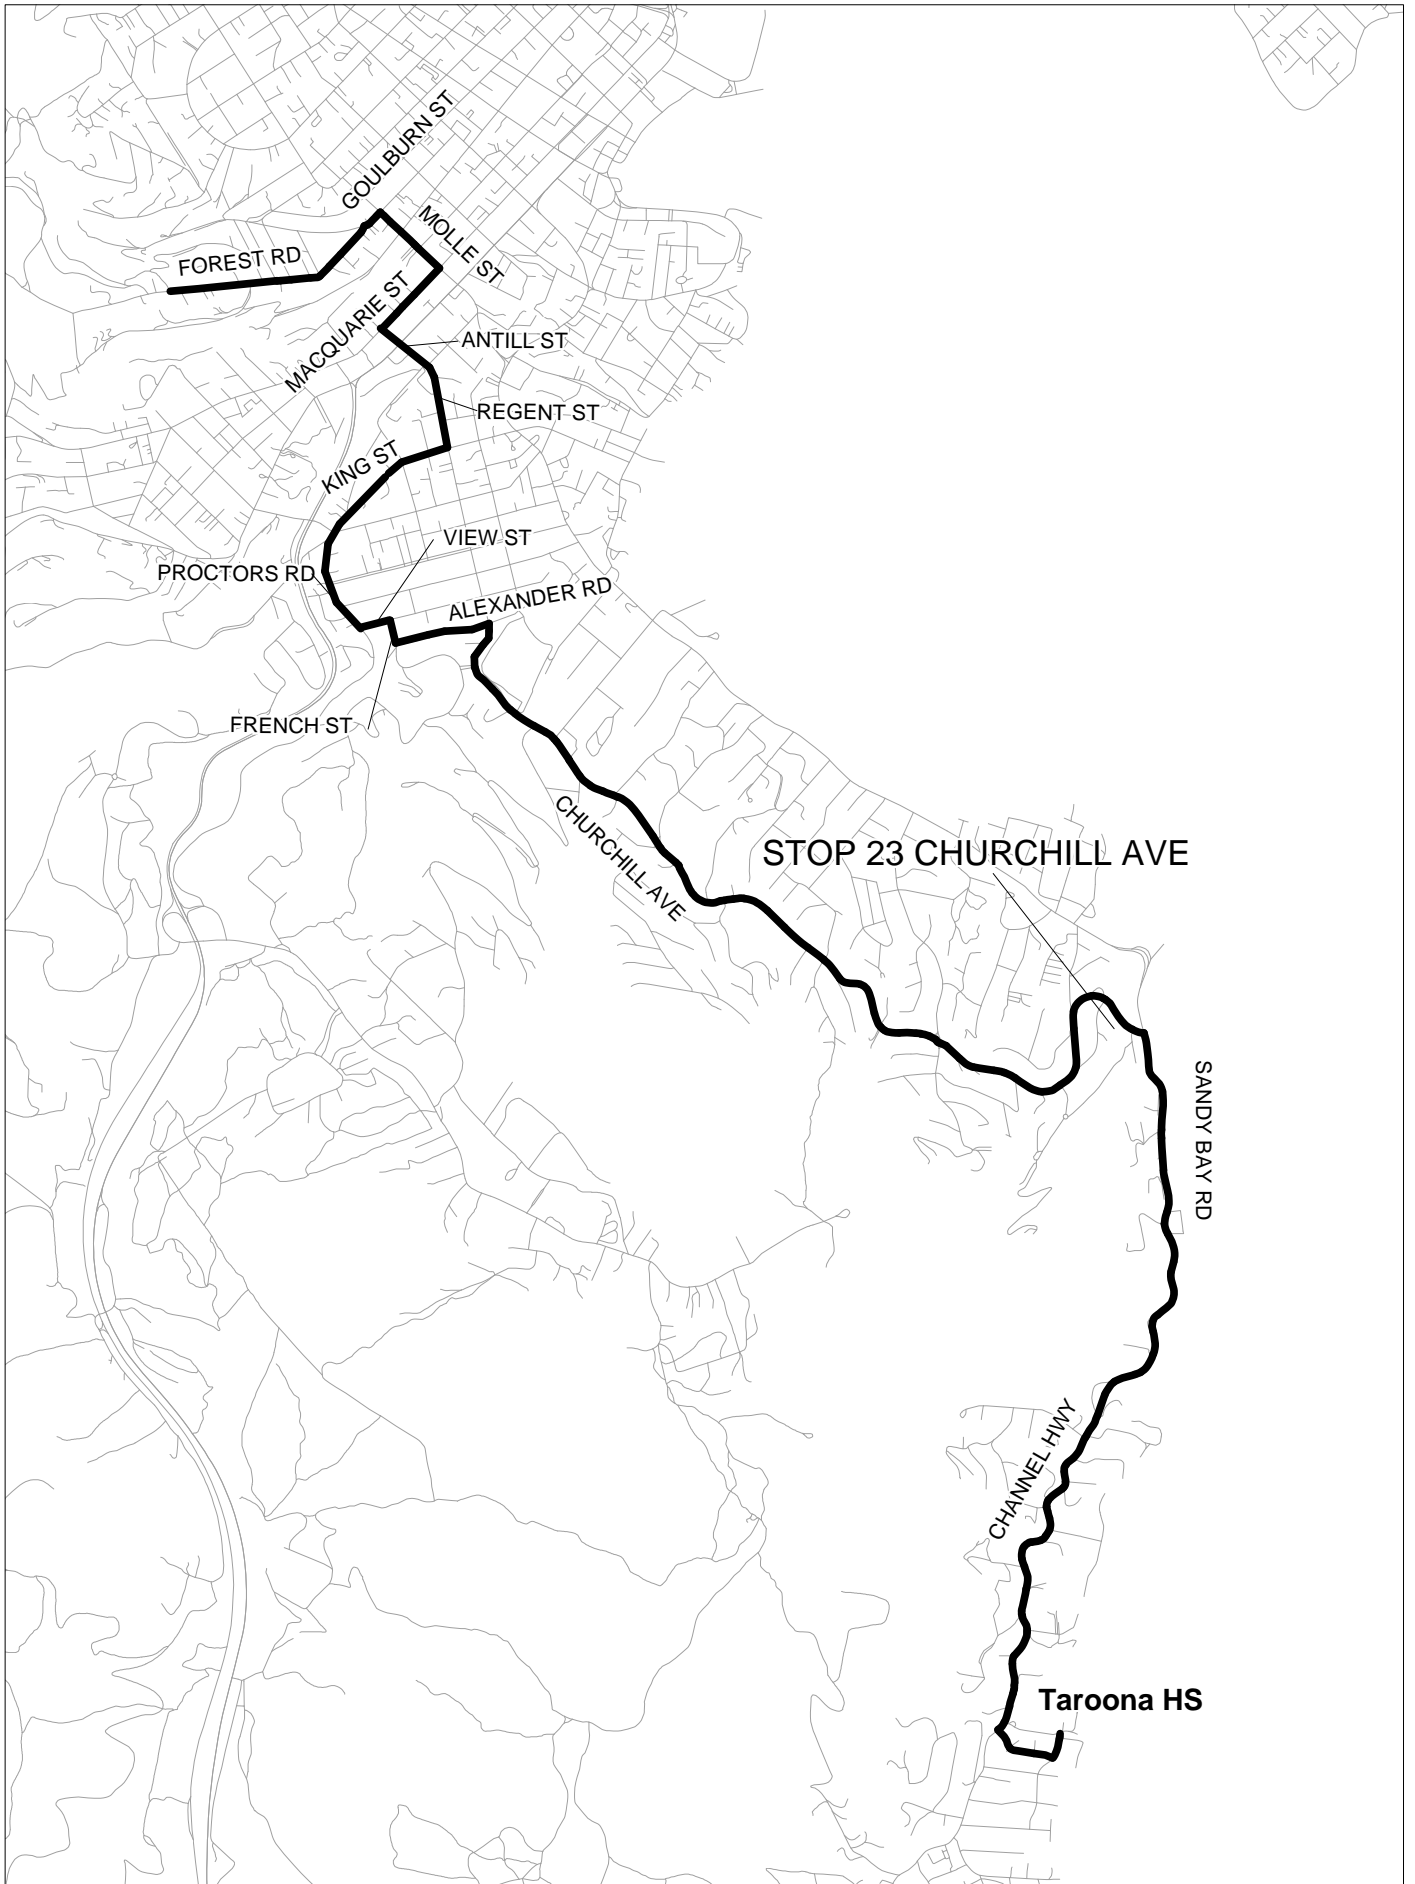 GOULBURN ST
MOLLE ST
FOREST RD
MACQUARIE ST
ANTILL ST
REGENT ST
KING ST
VIEW ST
PROCTORS RD
ALEXANDER RD
FRENCH ST
CHURCHILL AVE
STOP 23 CHURCHILL AVE
SANDY BAY RD
CHANNEL HWY
Taroona HS